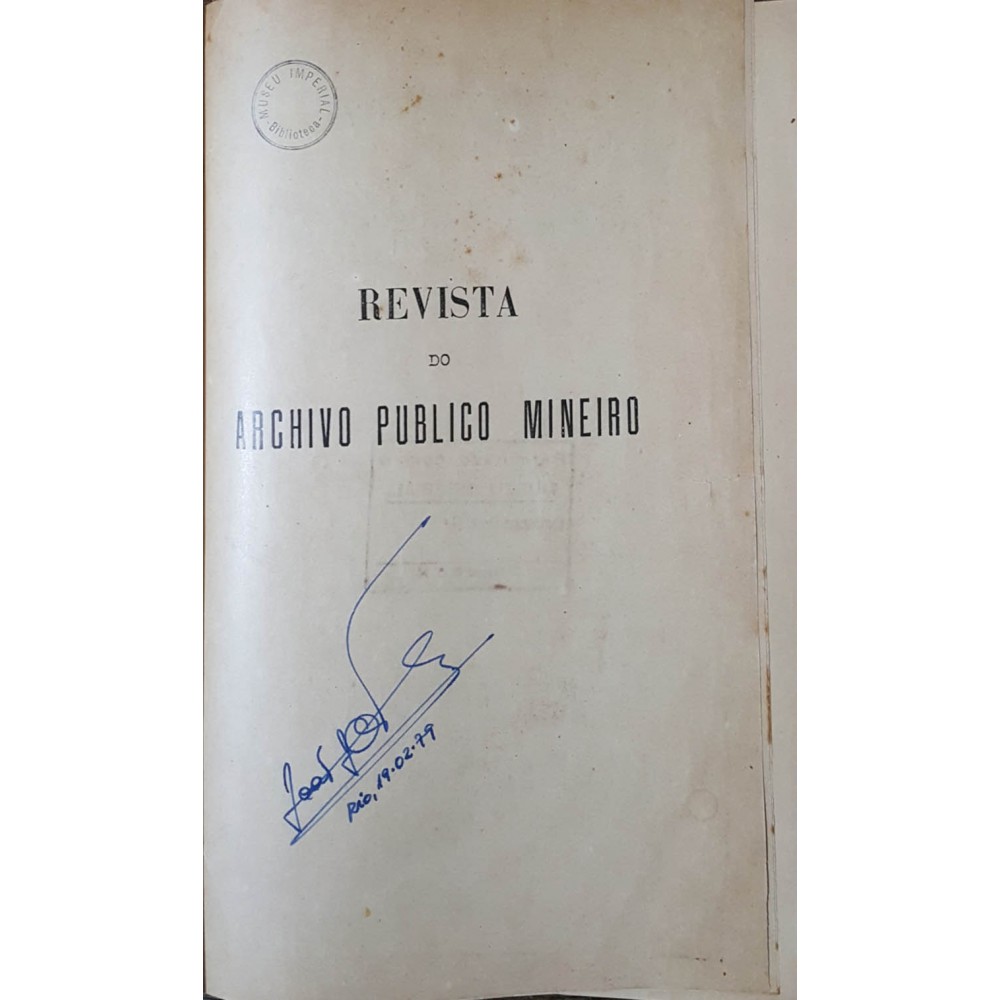 MUSEU IMPERIAL
-Biblioteca-
REVISTA
DO
ARCHIVO PUBLICO MINEIRO
Rio, 19.02.79